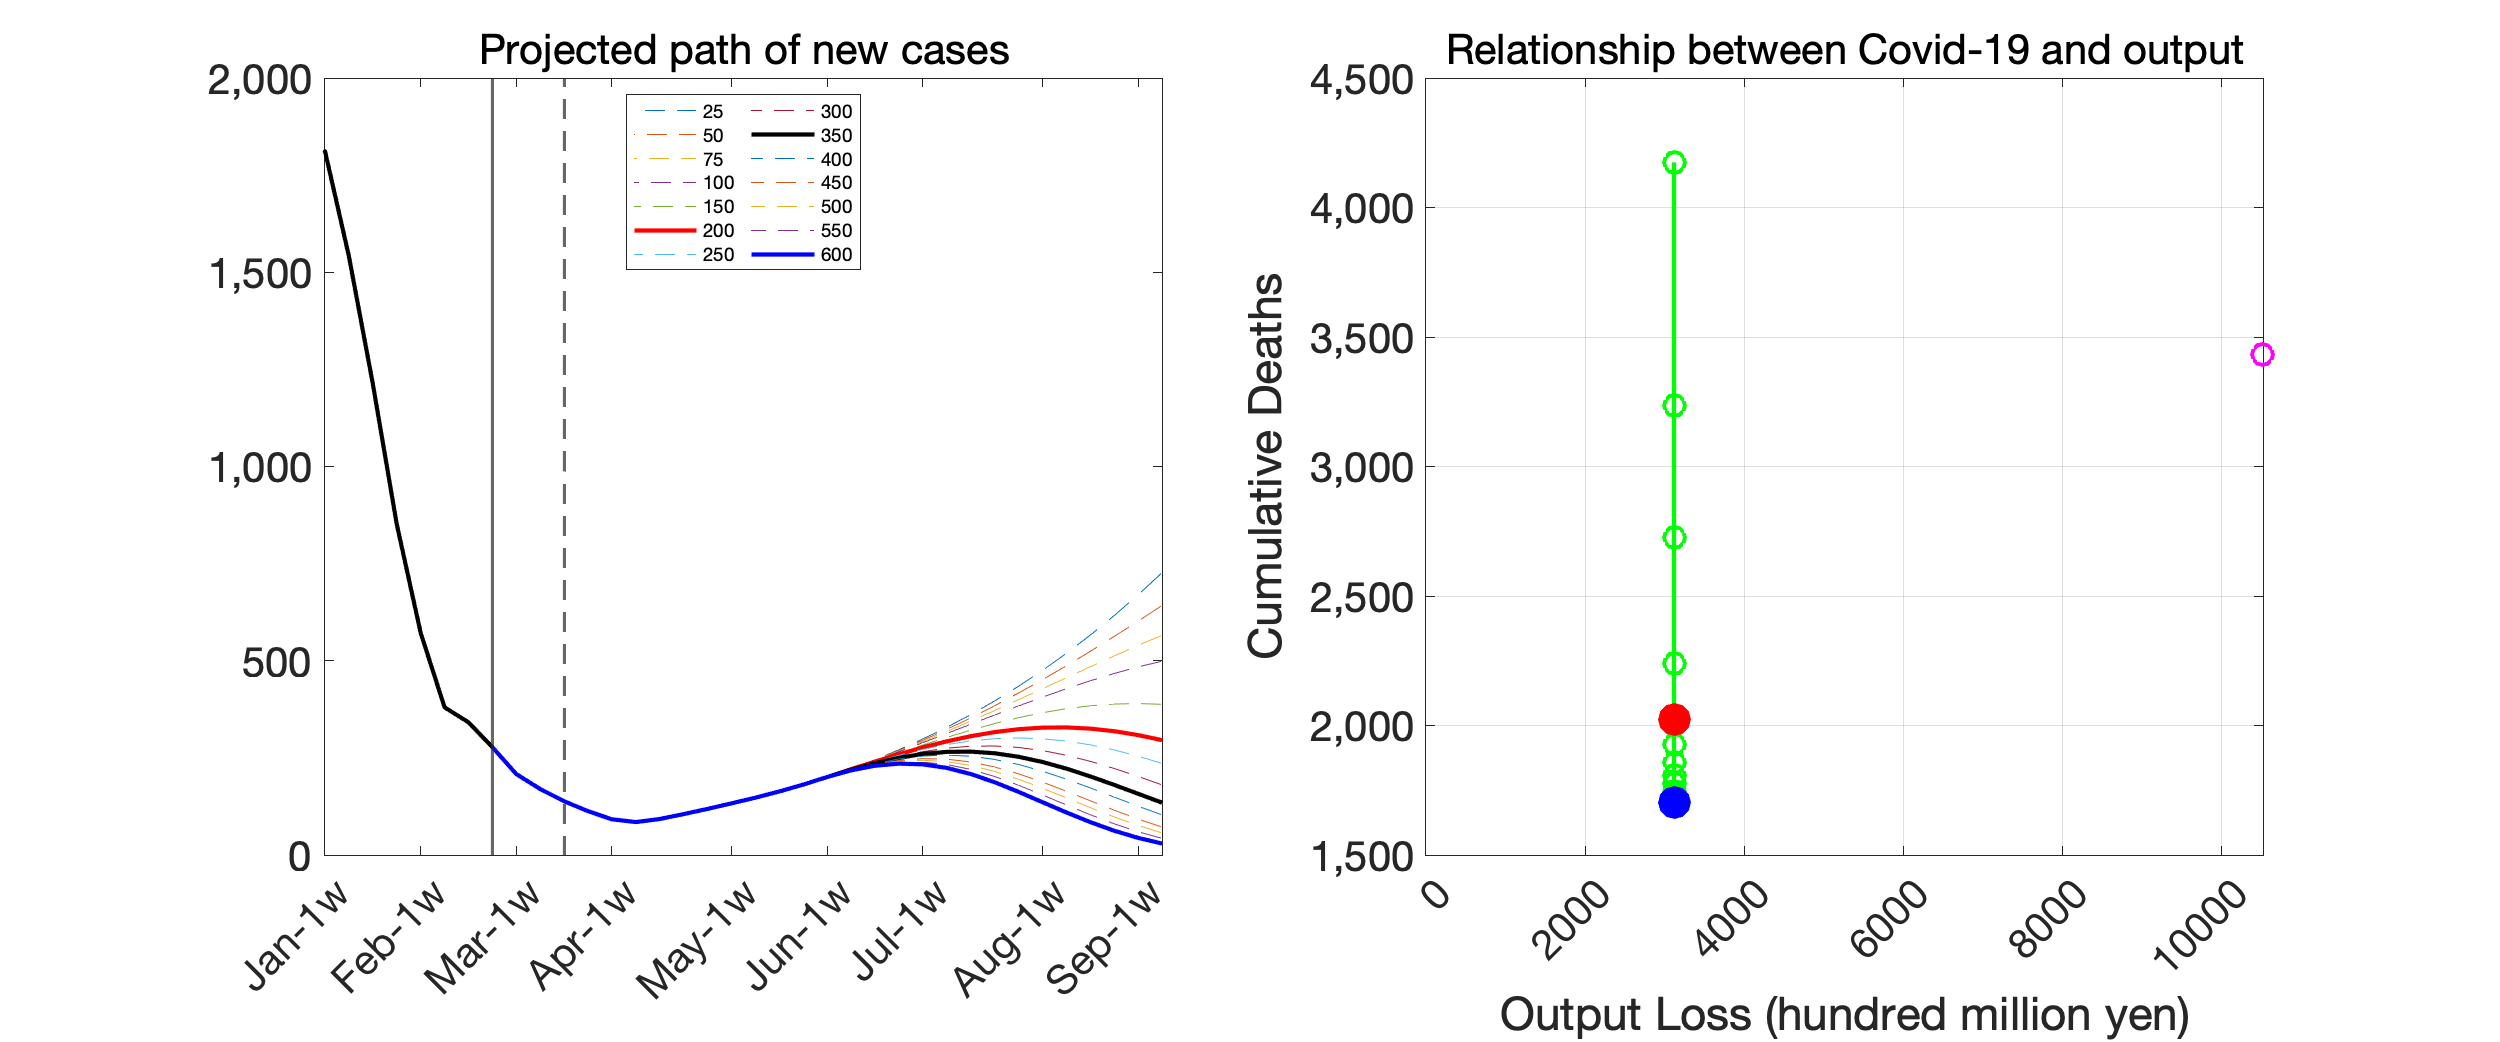 Projected path of new cases
2,000
1,500
1,000
500
0
25
50
75
100
150
200
250
300
350
400
450
500
550
600
Jan-1w
Feb-1w
Mar-1w
Apr-1w
May-1w
Jun-1w
Jul-1w
Aug-1w
Sep-1w
Relationship between Covid-19 and output
Cumulative Deaths
4,500
4,000
3,500
3,000
2,500
2,000
1,500
0
2000
4000
6000
8000
10000
Output Loss (hundred million yen)